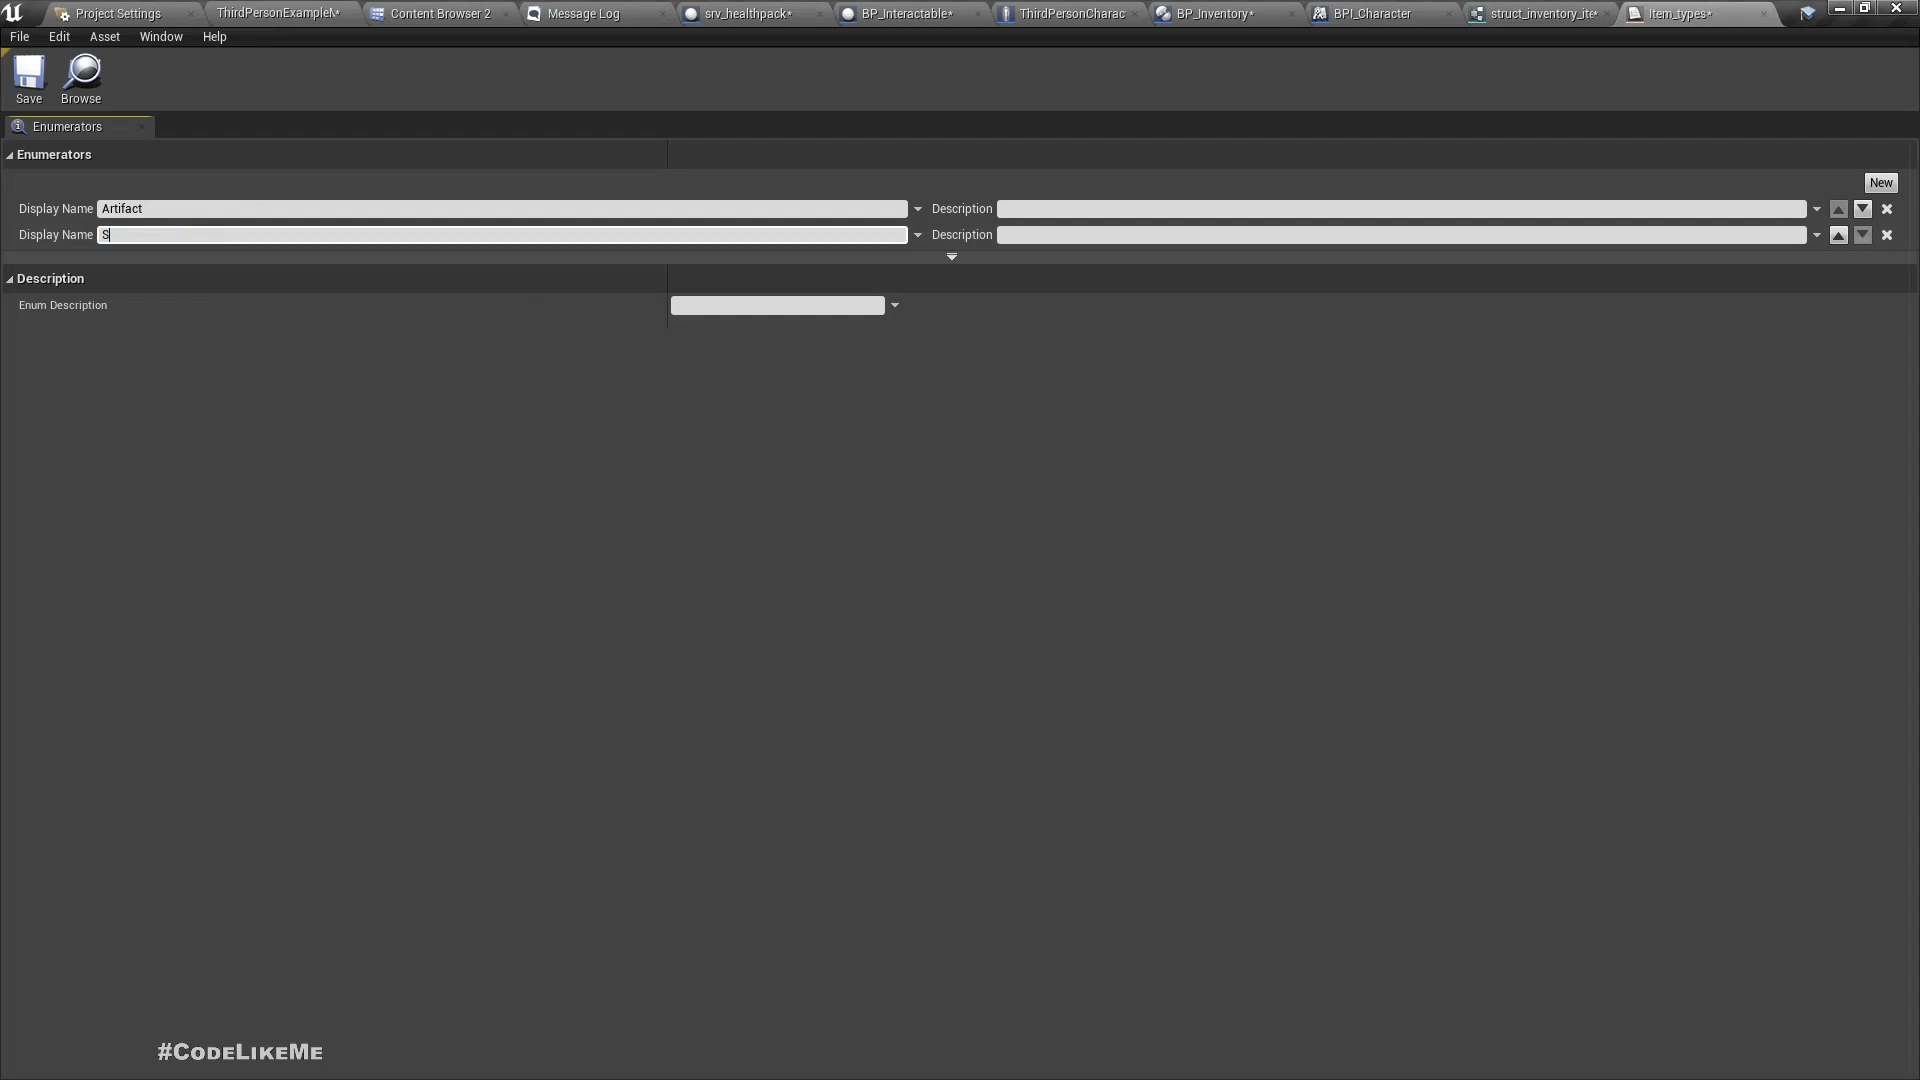 Project Settings
ThirdPersonExampleM*
Content Browser 2
Message Log
srv_healthpack*
BP_Interactable*
ThirdPersonCharac
BP_Inventory*
BPI_Character
struct_inventory_ite*
Item_types*
File Edit Asset Window Help
Save Browse
Enumerators
Enumerators
New
Display Name Artifact Description
Display Name S Description
Description
Enum Description
#CodeLikeMe